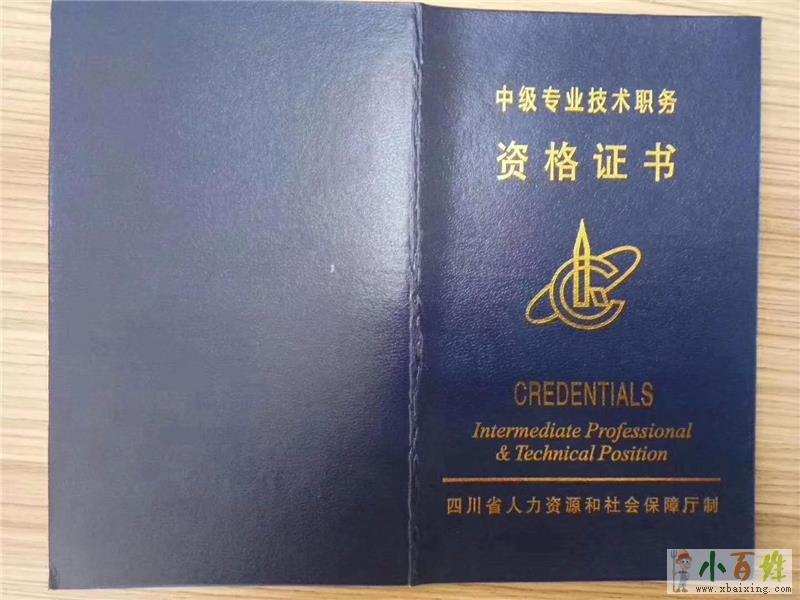 中级专业技术职务
资格证书
CREDENTIALS
Intermediate Professional
& Technical Position
四川省人力资源和社会保障厅制
小百姓
www.xbaixing.com